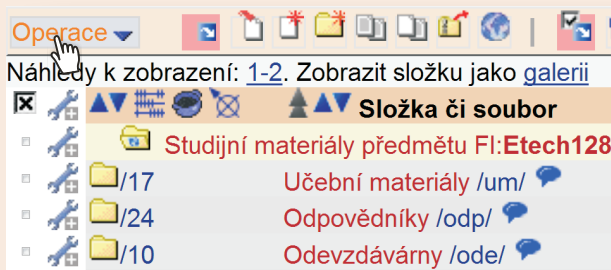 Operace
Náhledy k zobrazení: 1-2. Zobrazit složku jako galerii
Složka či soubor
Studijní materiály předmětu FI:Etech128
/17 Učební materiály /um/
/24 Odpovědníky /odp/
/10 Odevzdávárny /ode/